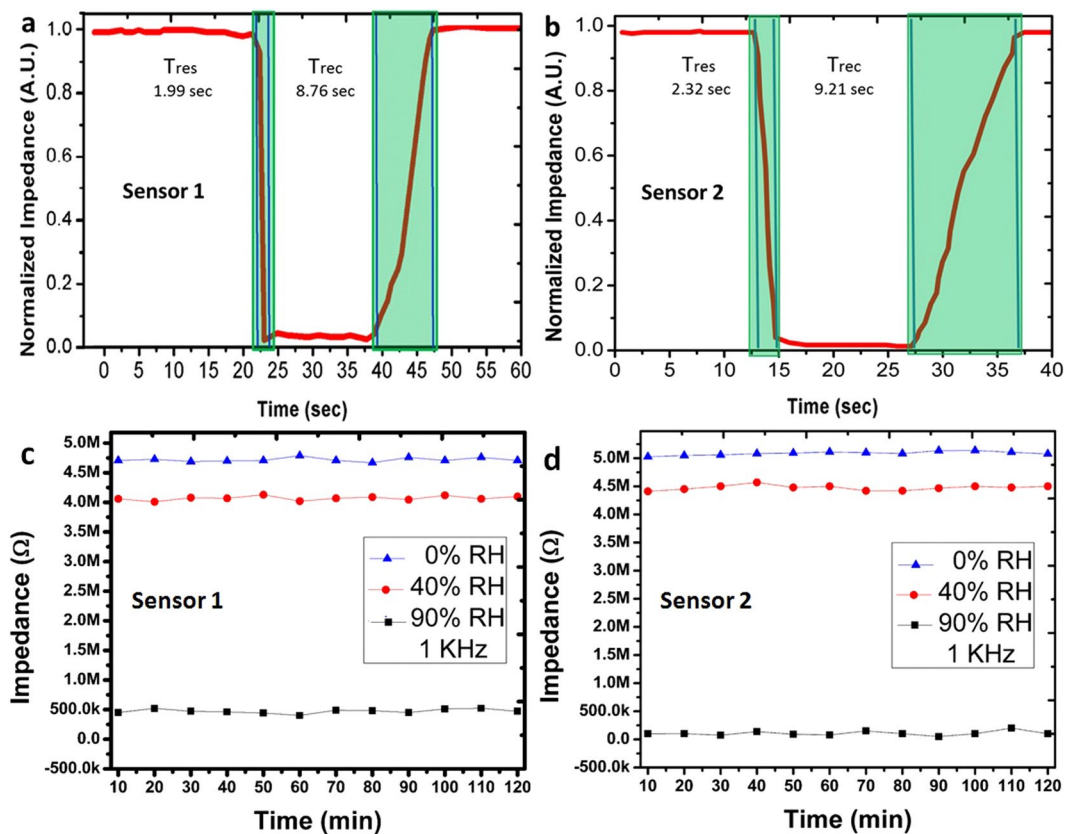 a
Normalized Impedance (A.U.)
1.0
0.8
0.6
0.4
0.2
0.0
Tres
1.99 sec
Trec
8.76 sec
Sensor 1
0 5 10 15 20 25 30 35 40 45 50 55 60
Time (sec)
b
Normalized Impedance (A.U.)
1.0
0.8
0.6
0.4
0.2
0.0
Tres
2.32 sec
Trec
9.21 sec
Sensor 2
0 5 10 15 20 25 30 35 40
Time (sec)
c
Impedance (Ω)
5.0M
4.5M
4.0M
3.5M
3.0M
2.5M
2.0M
1.5M
1.0M
500.0k
0.0
-500.0k
Sensor 1
0% RH
40% RH
90% RH
1 KHz
10 20 30 40 50 60 70 80 90 100 110 120
Time (min)
d
Impedance (Ω)
5.0M
4.5M
4.0M
3.5M
3.0M
2.5M
2.0M
1.5M
1.0M
500.0k
0.0
-500.0k
Sensor 2
0% RH
40% RH
90% RH
1 KHz
10 20 30 40 50 60 70 80 90 100 110 120
Time (min)